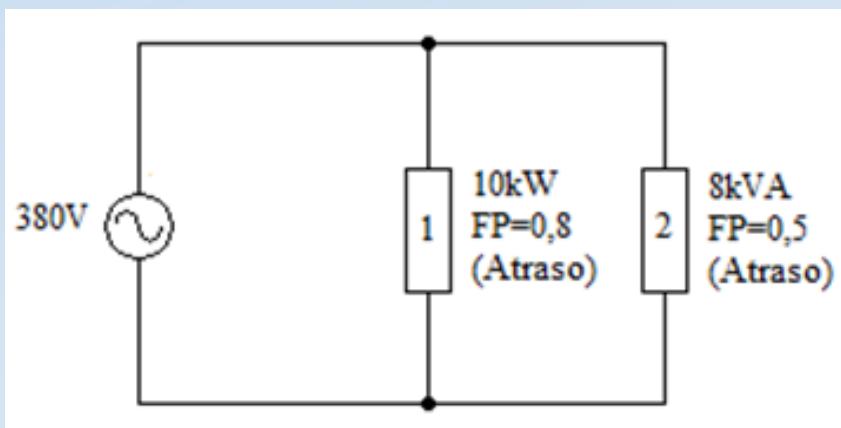 380V
1
10kW
FP=0,8
(Atraso)
2
8kVA
FP=0,5
(Atraso)